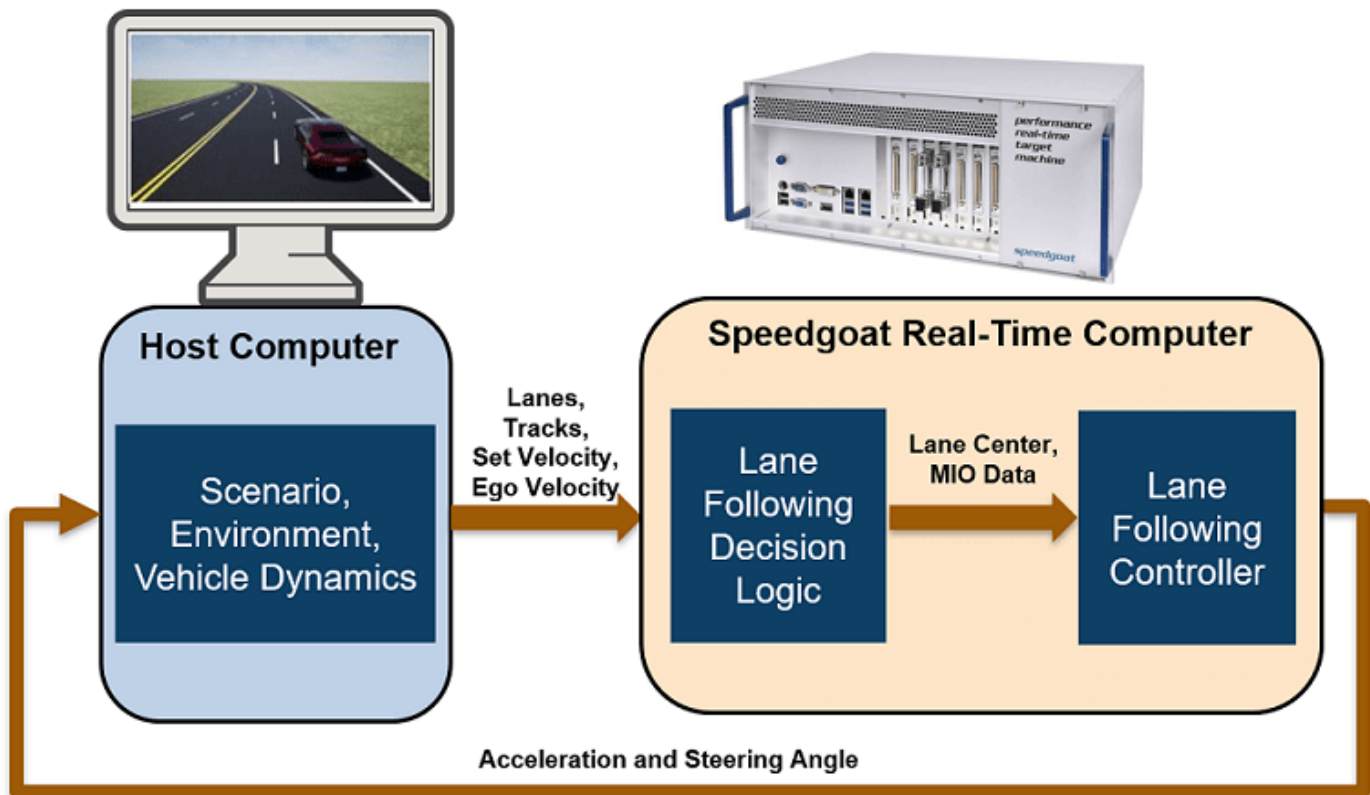 performance
real-time
target
machine
speedgoat
Host Computer
Scenario,
Environment,
Vehicle Dynamics
Lanes,
Tracks,
Set Velocity,
Ego Velocity
Speedgoat Real-Time Computer
Lane
Following
Decision
Logic
Lane Center,
MIO Data
Lane
Following
Controller
Acceleration and Steering Angle